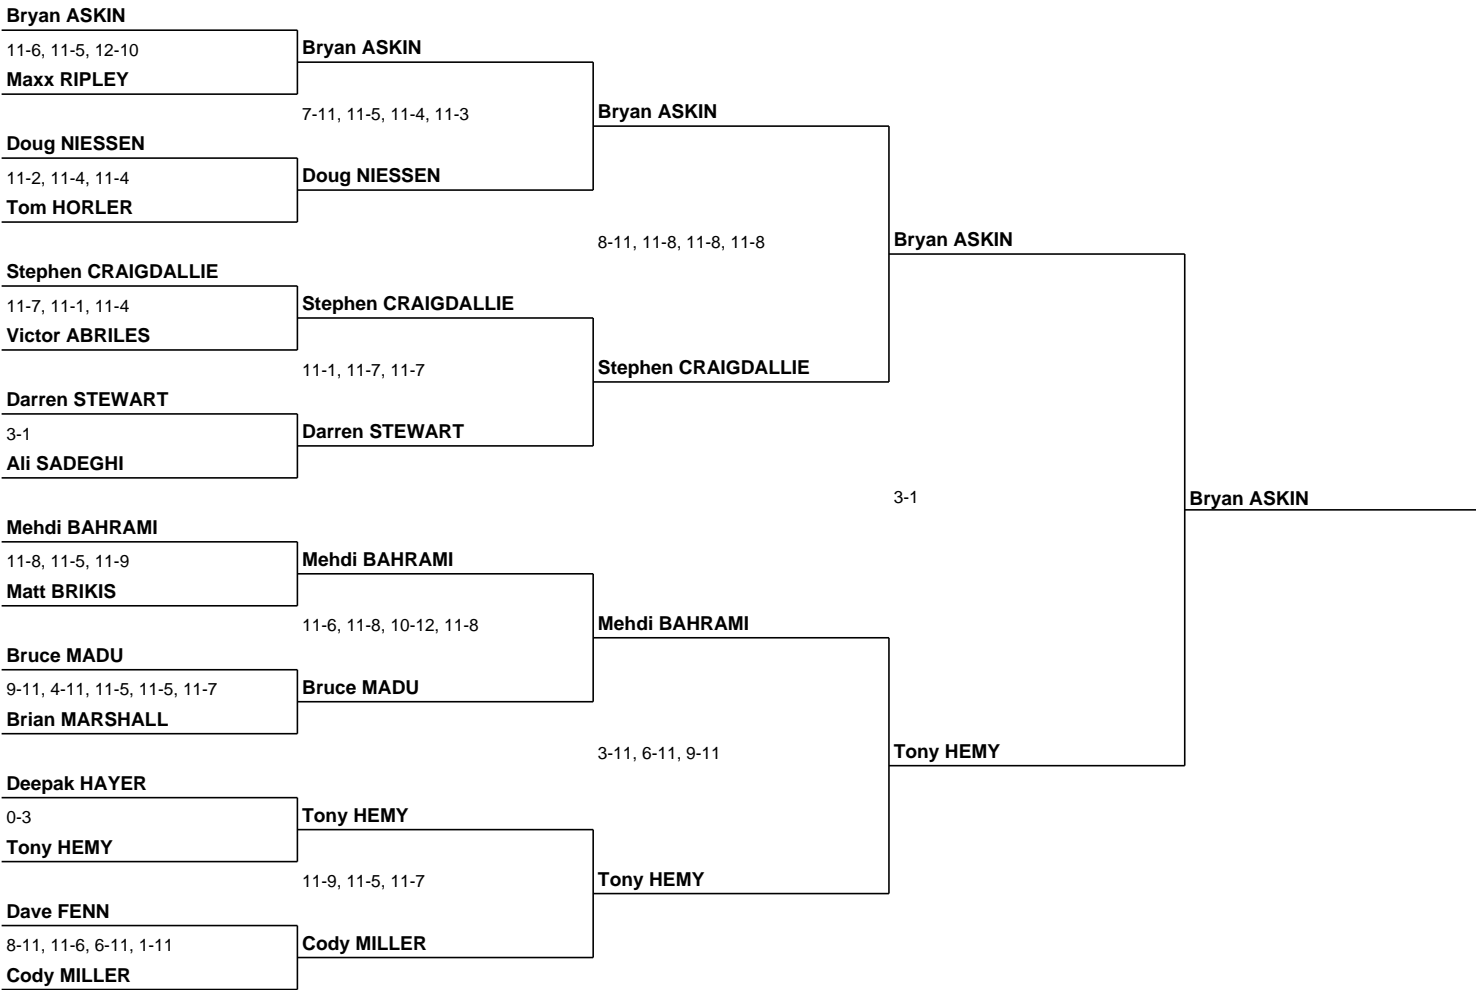 Bryan ASKIN
11-6, 11-5, 12-10
Maxx RIPLEY
Doug NIESSEN
11-2, 11-4, 11-4
Tom HORLER
Stephen CRAIGDALLIE
11-7, 11-1, 11-4
Victor ABRILES
Darren STEWART
3-1
Ali SADEGHI
Mehdi BAHRAMI
11-8, 11-5, 11-9
Matt BRIKIS
Bruce MADU
9-11, 4-11, 11-5, 11-5, 11-7
Brian MARSHALL
Deepak HAYER
0-3
Tony HEMY
Dave FENN
8-11, 11-6, 6-11, 1-11
Cody MILLER
Bryan ASKIN
7-11, 11-5, 11-4, 11-3
Doug NIESSEN
Stephen CRAIGDALLIE
11-1, 11-7, 11-7
Darren STEWART
Mehdi BAHRAMI
11-6, 11-8, 10-12, 11-8
Bruce MADU
Tony HEMY
11-9, 11-5, 11-7
Cody MILLER
Bryan ASKIN
8-11, 11-8, 11-8, 11-8
Stephen CRAIGDALLIE
Mehdi BAHRAMI
3-11, 6-11, 9-11
Tony HEMY
Bryan ASKIN
3-1
Tony HEMY
Bryan ASKIN